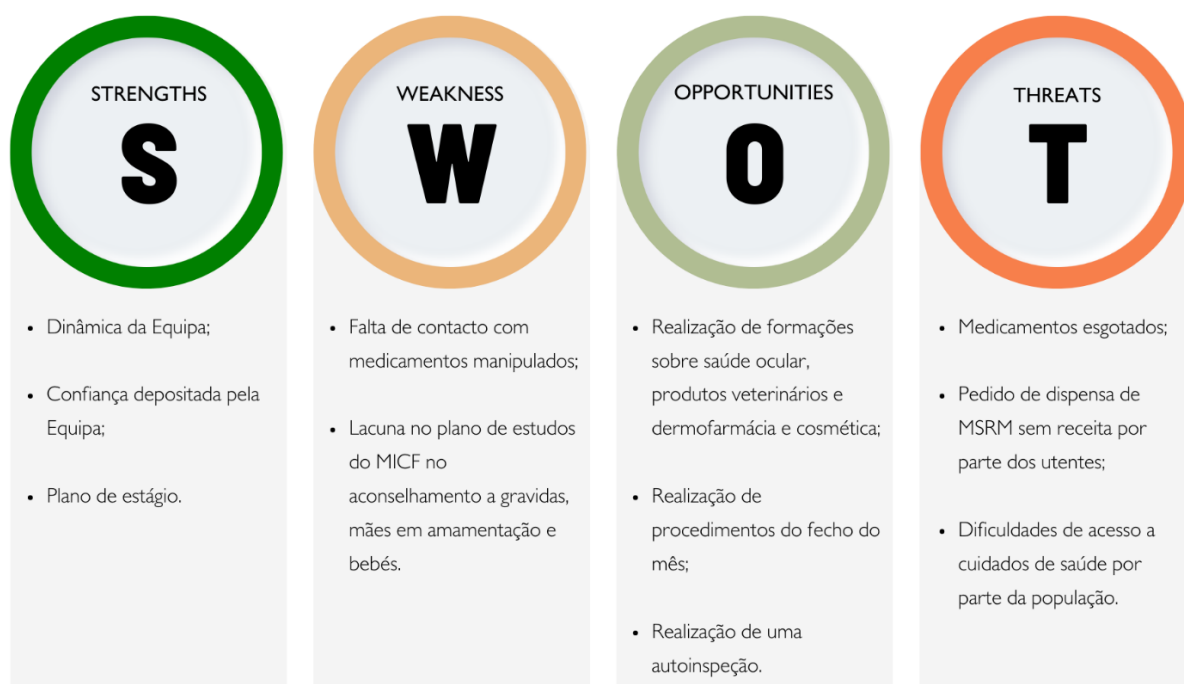 STRENGTHS
S
• Dinâmica da Equipa;
• Confiança depositada pela
Equipa;
• Plano de estágio.
WEAKNESS
W
• Falta de contacto com
medicamentos manipulados;
• Lacuna no plano de estudos
do MICF no
aconselhamento a gravidas,
mães em amamentação e
bebés.
OPPORTUNITIES
O
• Realização de formações
sobre saúde ocular,
produtos veterinários e
dermofarmácia e cosmética;
• Realização de
procedimentos do fecho do
mês;
• Realização de uma
autoinspeção.
THREATS
T
• Medicamentos esgotados;
• Pedido de dispensa de
MSRM sem receita por
parte dos utentes;
• Dificuldades de acesso a
cuidados de saúde por
parte da população.